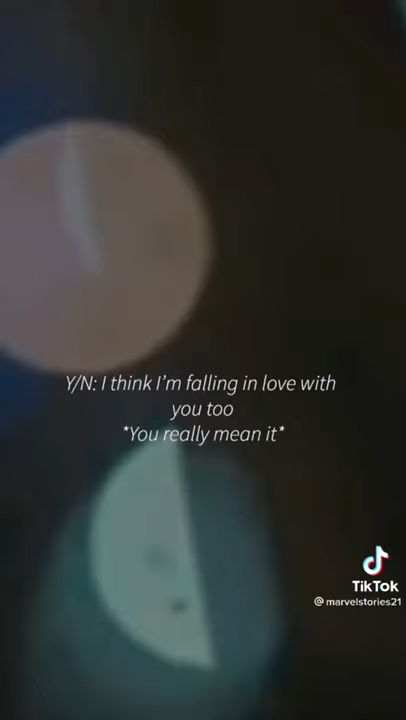 Y/N: I think I'm falling in love with
you too
*You really mean it*
TikTok
@marvelstories21